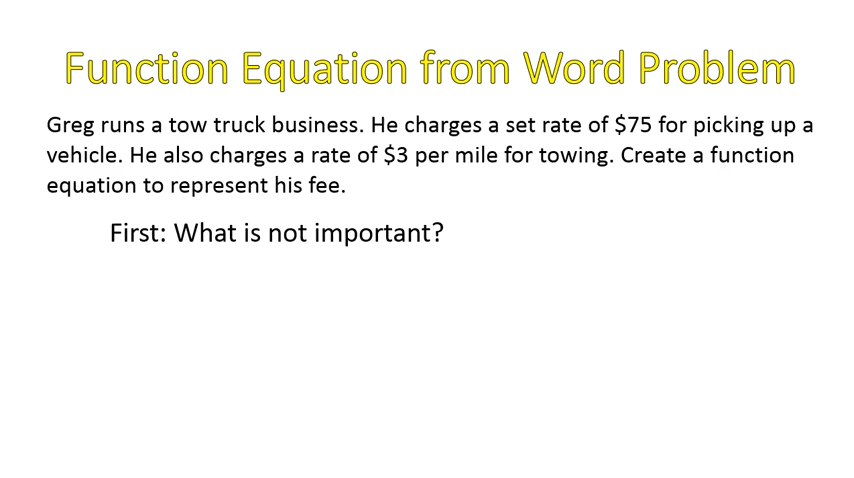 Function Equation from Word Problem
Greg runs a tow truck business. He charges a set rate of $75 for picking up a
vehicle. He also charges a rate of $3 per mile for towing. Create a function
equation to represent his fee.
First: What is not important?